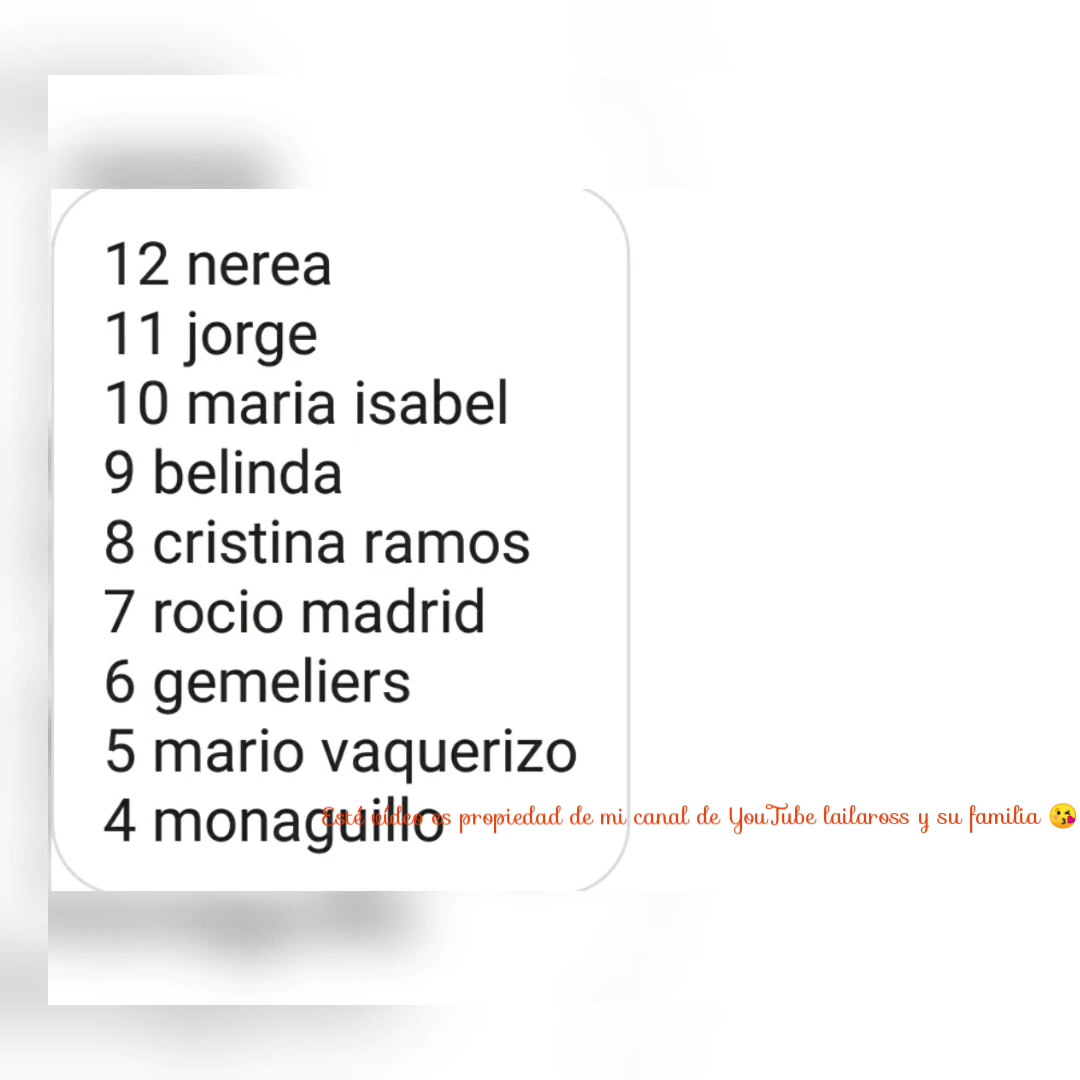 12 nerea
11 jorge
10 maria isabel
9 belinda
8 cristina ramos
7 rocio madrid
6 gemeliers
5 mario vaquerizo
4 monaguillo
Esté vídeo es propiedad de mi canal de YouTube lailaross y su familia 😘